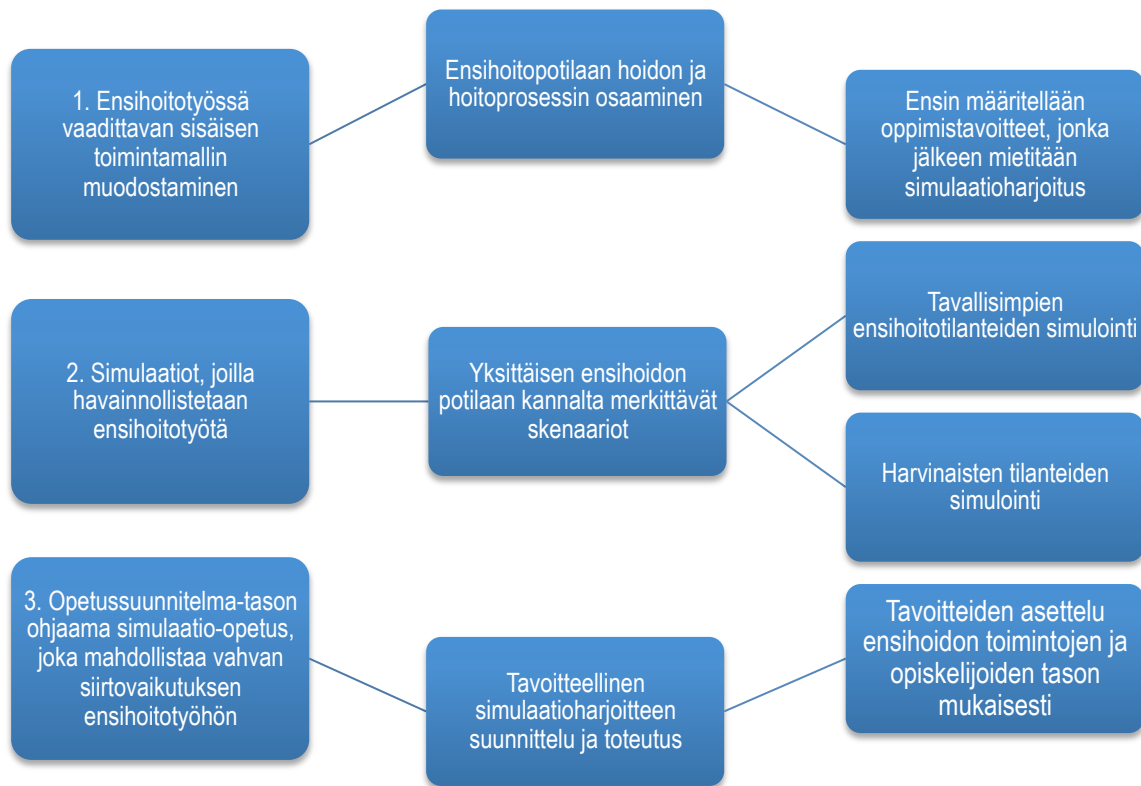 1. Ensihoitotyössä
vaadittavan sisäisen
toimintamallin
muodostaminen
Ensihoitopotilaan hoidon ja
hoitoprosessin osaaminen
Ensin määritellään
oppimistavoitteet, jonka
jälkeen mietitään
simulaatioharjoitus
2. Simulaatiot, joilla
havainnollistetaan
ensihoitotyötä
Yksittäisen ensihoidon
potilaan kannalta merkittävät
skenaariot
Tavallisimpien
ensihoitotilanteiden simulointi
Harvinaisten tilanteiden
simulointi
3. Opetussuunnitelma-tason
ohjaama simulaatio-opetus,
joka mahdollistaa vahvan
siirtovaikutuksen
ensihoitotyöhön
Tavoitteellinen
simulaatioharjoitteen
suunnittelu ja toteutus
Tavoitteiden asettelu
ensihoidon toimintojen ja
opiskelijoiden tason
mukaisesti